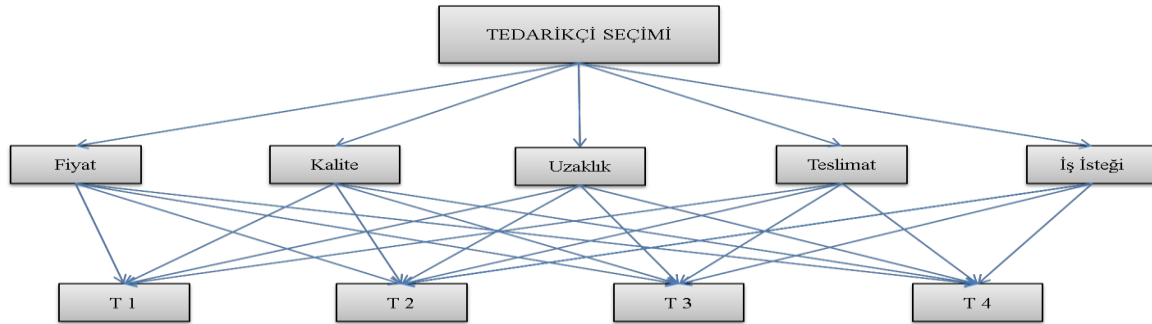 TEDARİKÇİ SEÇİMİ
Fiyat
Kalite
Uzaklık
Teslimat
İş İsteği
T 1
T 2
T 3
T 4